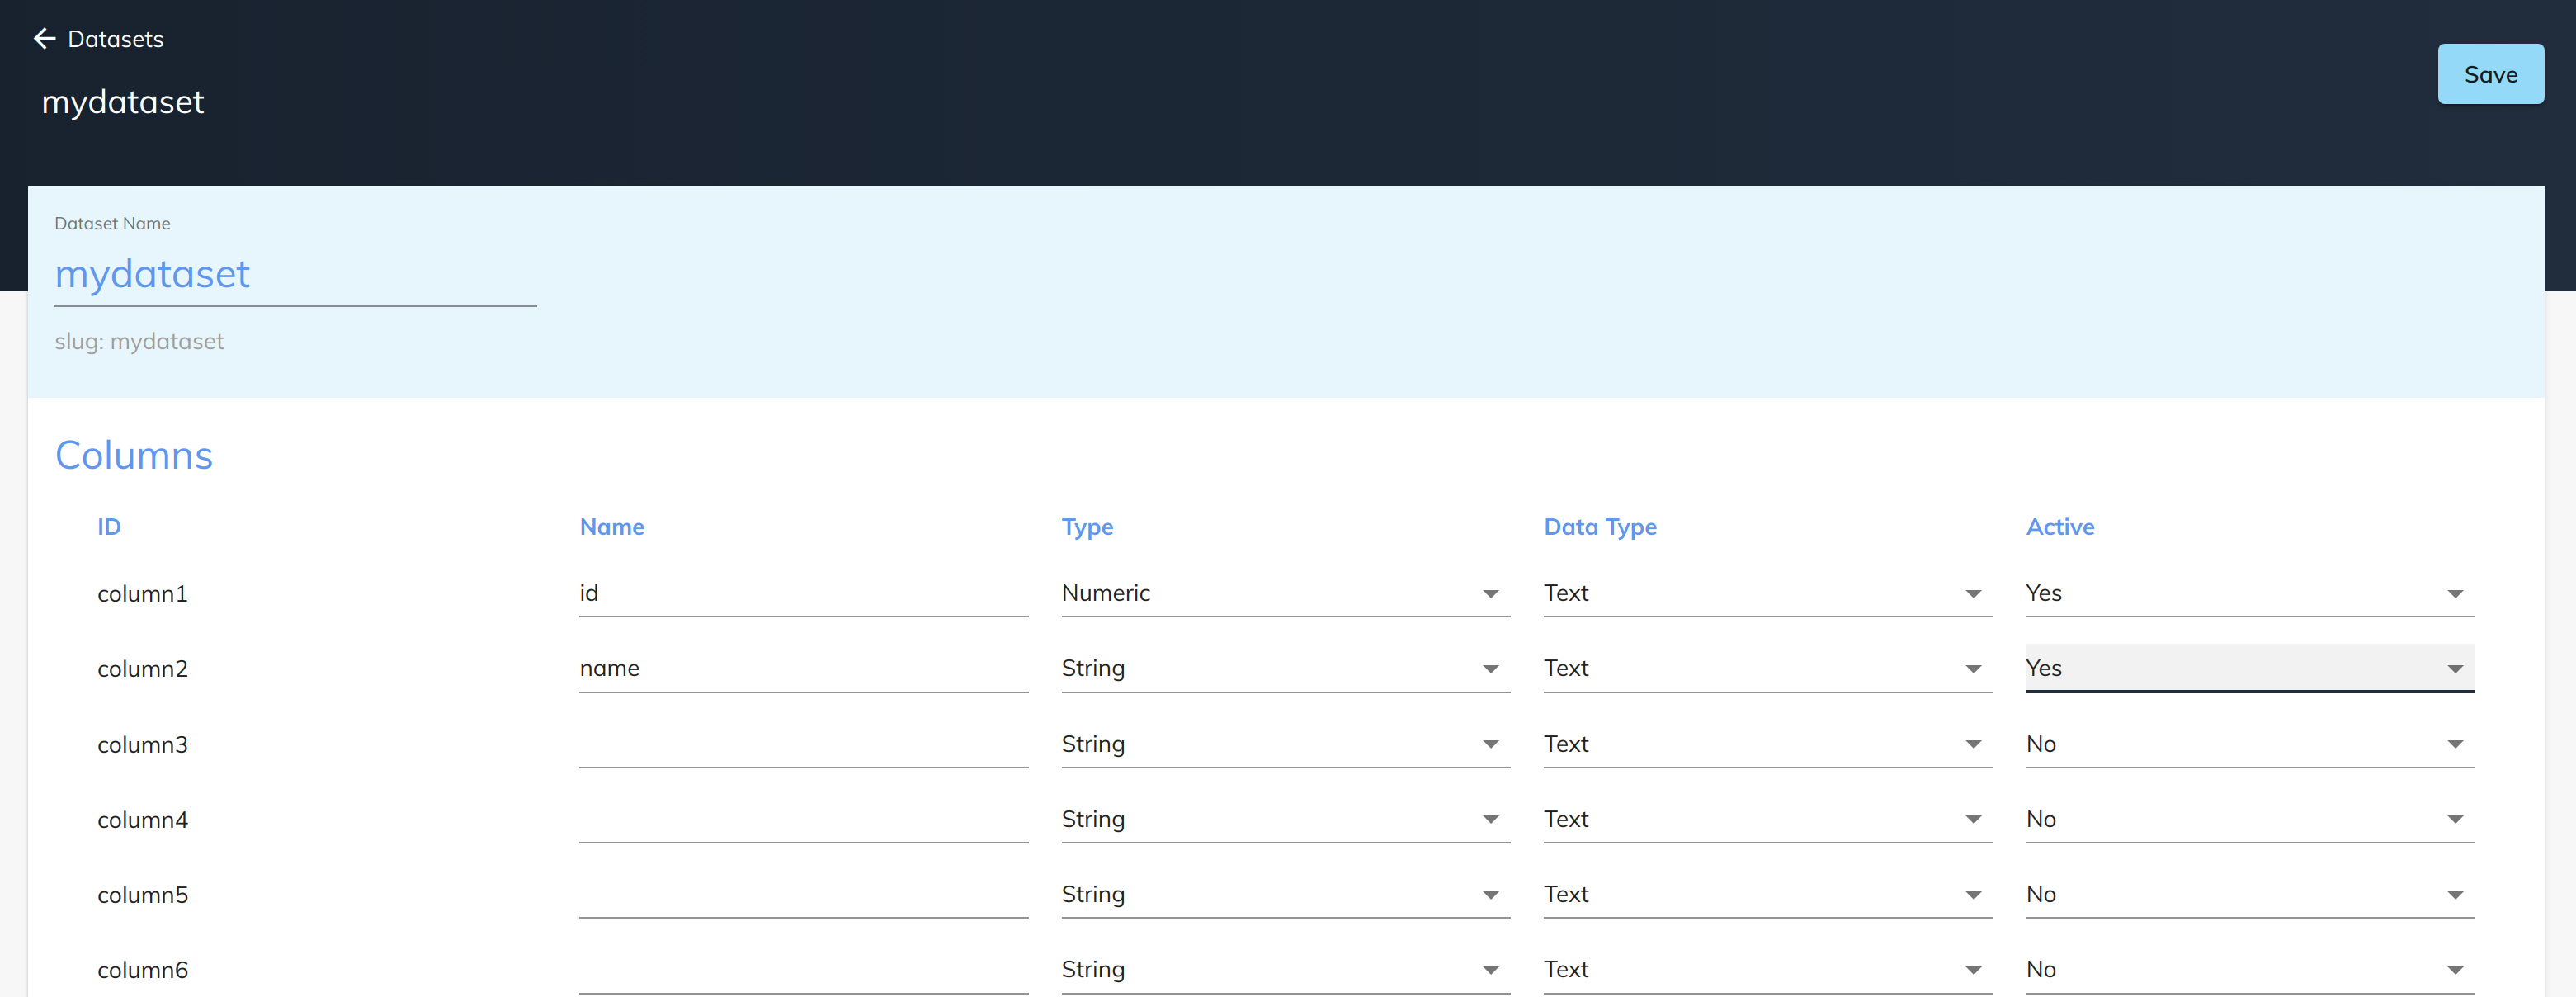 Datasets
mydataset
Save
Dataset Name
mydataset
slug: mydataset
Columns
ID Name Type Data Type Active
column1 id Numeric Text Yes
column2 name String Text Yes
column3 String Text No
column4 String Text No
column5 String Text No
column6 String Text No